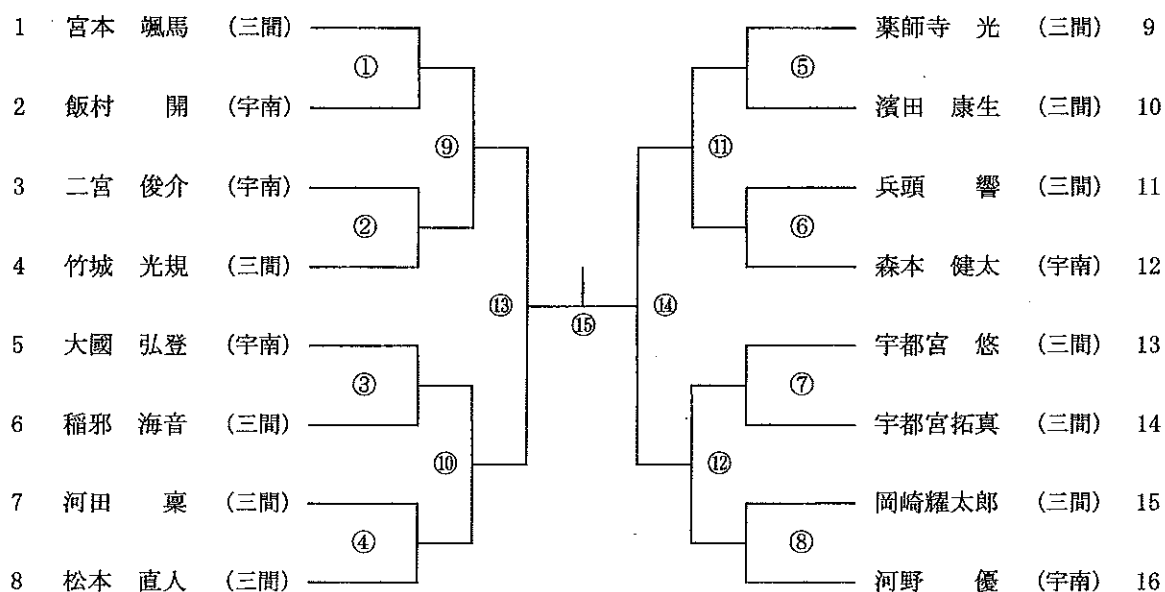 1 宮本 颯馬 (三間)
①
2 飯村 開 (宇南)
⑨
3 二宮 俊介 (宇南)
②
4 竹城 光規 (三間)
⑬
5 大國 弘登 (宇南)
③
6 稲邪 海音 (三間)
⑩
7 河田 稟 (三間)
④
8 松本 直人 (三間)
⑮
薬師寺 光 (三間) 9
⑤
濱田 康生 (三間) 10
⑪
兵頭 響 (三間) 11
⑥
森本 健太 (宇南) 12
⑭
宇都宮 悠 (三間) 13
⑦
宇都宮拓真 (三間) 14
⑫
岡崎耀太郎 (三間) 15
⑧
河野 優 (宇南) 16